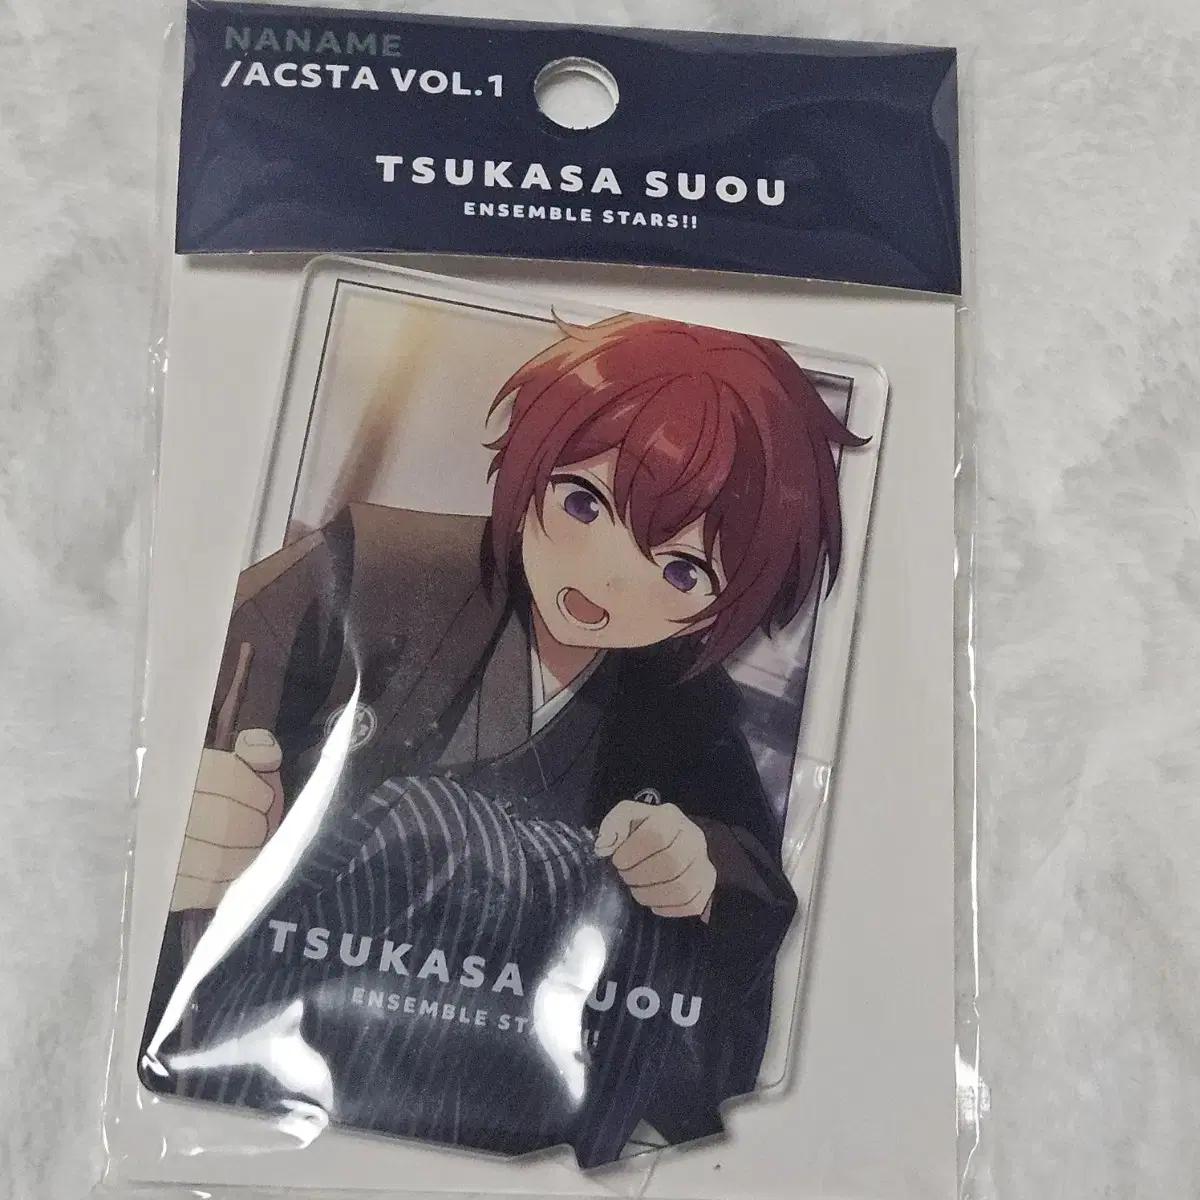 NANAME
/ACSTA VOL.1
TSUKASA SUOU
ENSEMBLE STARS!!
TSUKASA SUOU
ENSEMBLE STARS!!